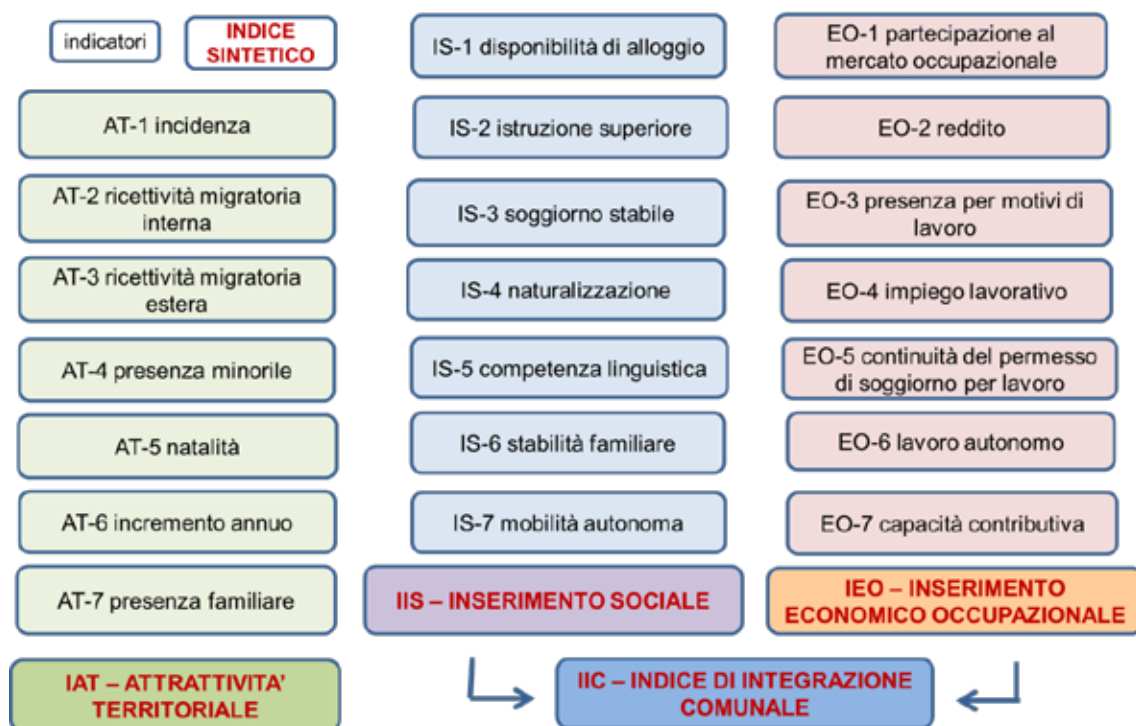 indicatori
INDICE
SINTETICO
AT-1 incidenza
AT-2 ricettività migratoria
interna
AT-3 ricettività migratoria
estera
AT-4 presenza minorile
AT-5 natalità
AT-6 incremento annuo
AT-7 presenza familiare
IAT – ATTRATTIVITA’
TERRITORIALE
IS-1 disponibilità di alloggio
IS-2 istruzione superiore
IS-3 soggiorno stabile
IS-4 naturalizzazione
IS-5 competenza linguistica
IS-6 stabilità familiare
IS-7 mobilità autonoma
IIS – INSERIMENTO SOCIALE
EO-1 partecipazione al
mercato occupazionale
EO-2 reddito
EO-3 presenza per motivi di
lavoro
EO-4 impiego lavorativo
EO-5 continuità del permesso
di soggiorno per lavoro
EO-6 lavoro autonomo
EO-7 capacità contributiva
IEO – INSERIMENTO
ECONOMICO OCCUPAZIONALE
IIC – INDICE DI INTEGRAZIONE
COMUNALE